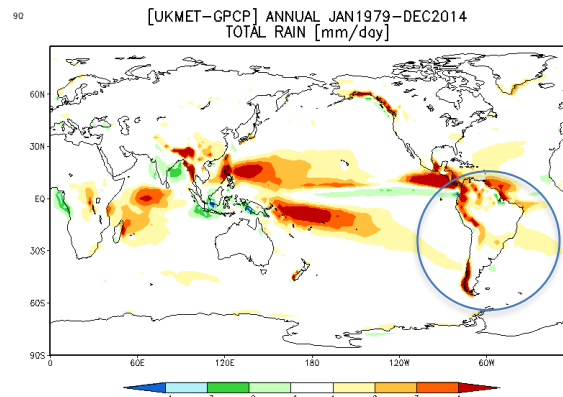 90
[UKMET-GPCP] ANNUAL JAN1979-DEC2014
TOTAL RAIN [mm/day]
60N
30N
EQ
30S
60S
90S
0
60E
120E
180
120W
60W